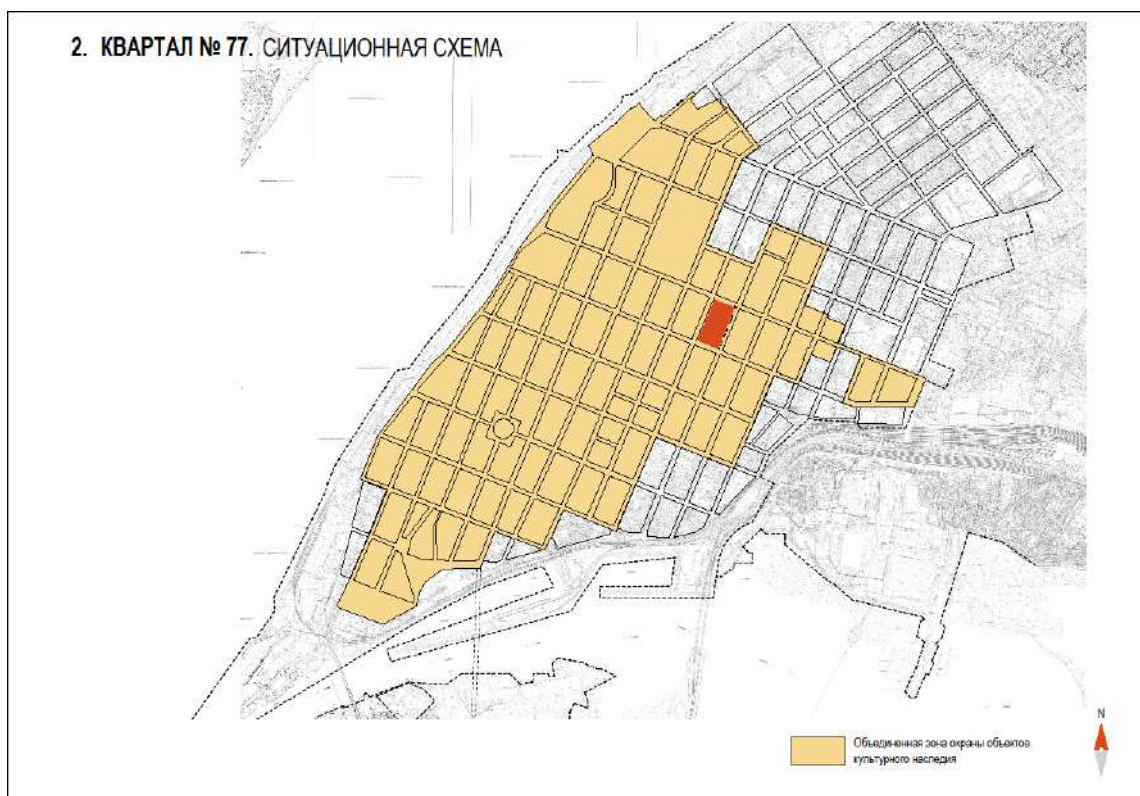 2. КВАРТАЛ № 77. СИТУАЦИОННАЯ СХЕМА
N
Объединенная зона охраны объектов
культурного наследия